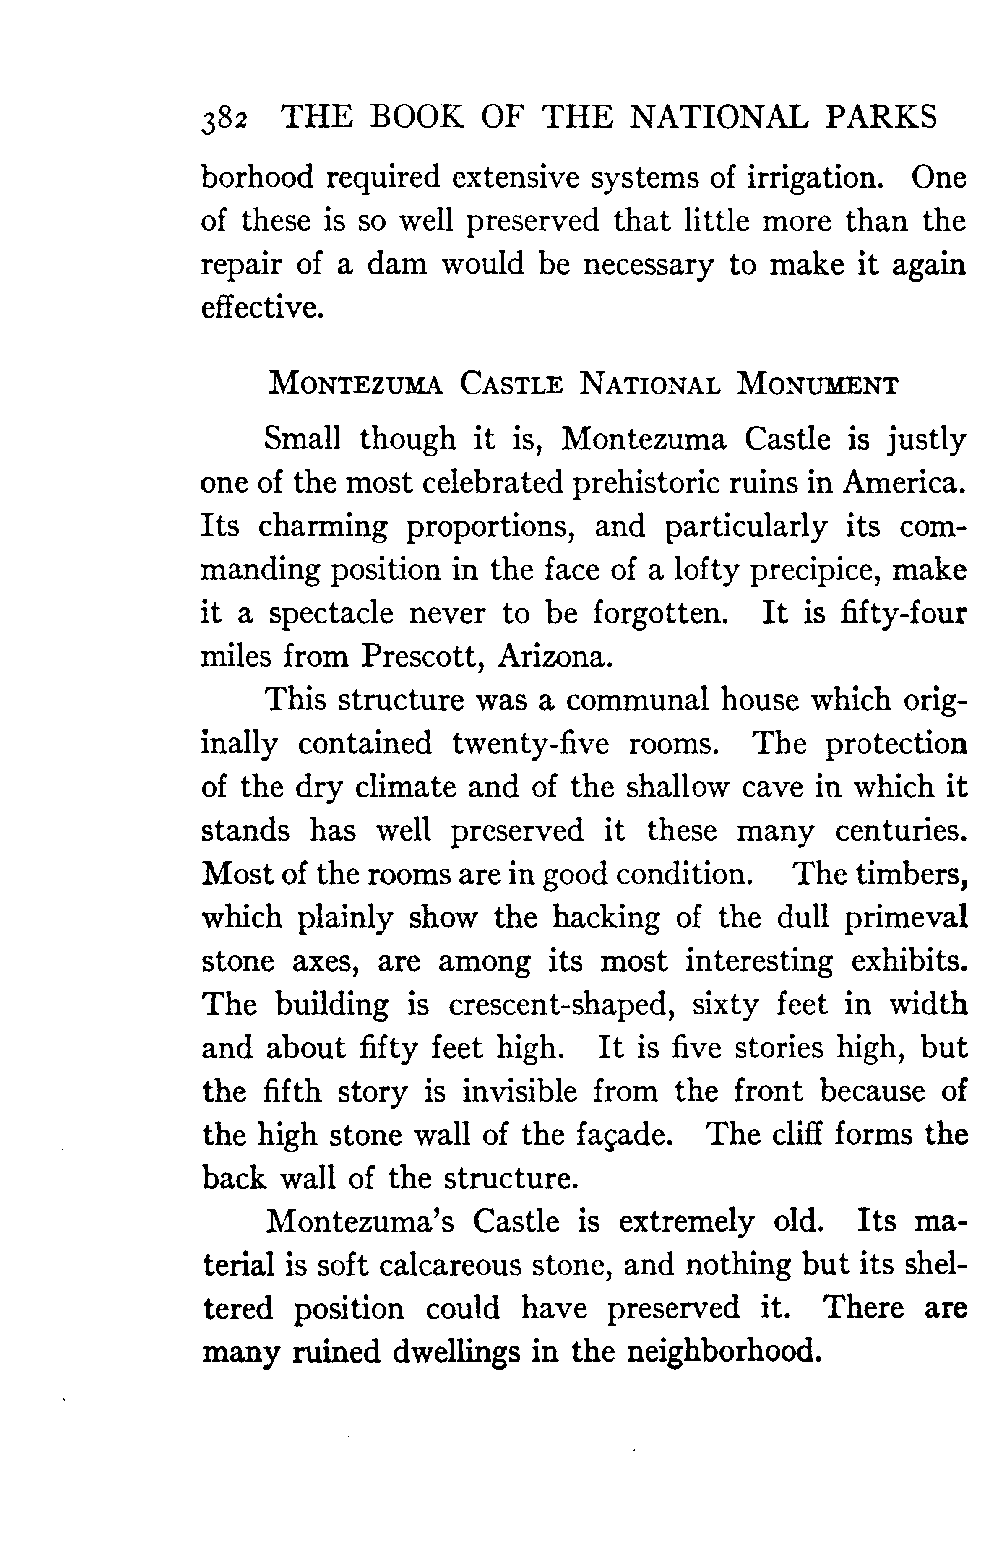 382 THE BOOK OF THE NATIONAL PARKS
borhood required extensive systems of irrigation. One
of these is so well preserved that little more than the
repair of a dam would be necessary to make it again
effective.
MONTEZUMA CASTLE NATIONAL MONUMENT
Small though it is, Montezuma Castle is justly
one of the most celebrated prehistoric ruins in America.
Its charming proportions, and particularly its com-
manding position in the face of a lofty precipice, make
it a spectacle never to be forgotten. It is fifty-four
miles from Prescott, Arizona.
This structure was a communal house which orig-
inally contained twenty-five rooms. The protection
of the dry climate and of the shallow cave in which it
stands has well preserved it these many centuries.
Most of the rooms are in good condition. The timbers,
which plainly show the hacking of the dull primeval
stone axes, are among its most interesting exhibits.
The building is crescent-shaped, sixty feet in width
and about fifty feet high. It is five stories high, but
the fifth story is invisible from the front because of
the high stone wall of the façade. The cliff forms the
back wall of the structure.
Montezuma's Castle is extremely old. Its ma-
terial is soft calcareous stone, and nothing but its shel-
tered position could have preserved it. There are
many ruined dwellings in the neighborhood.